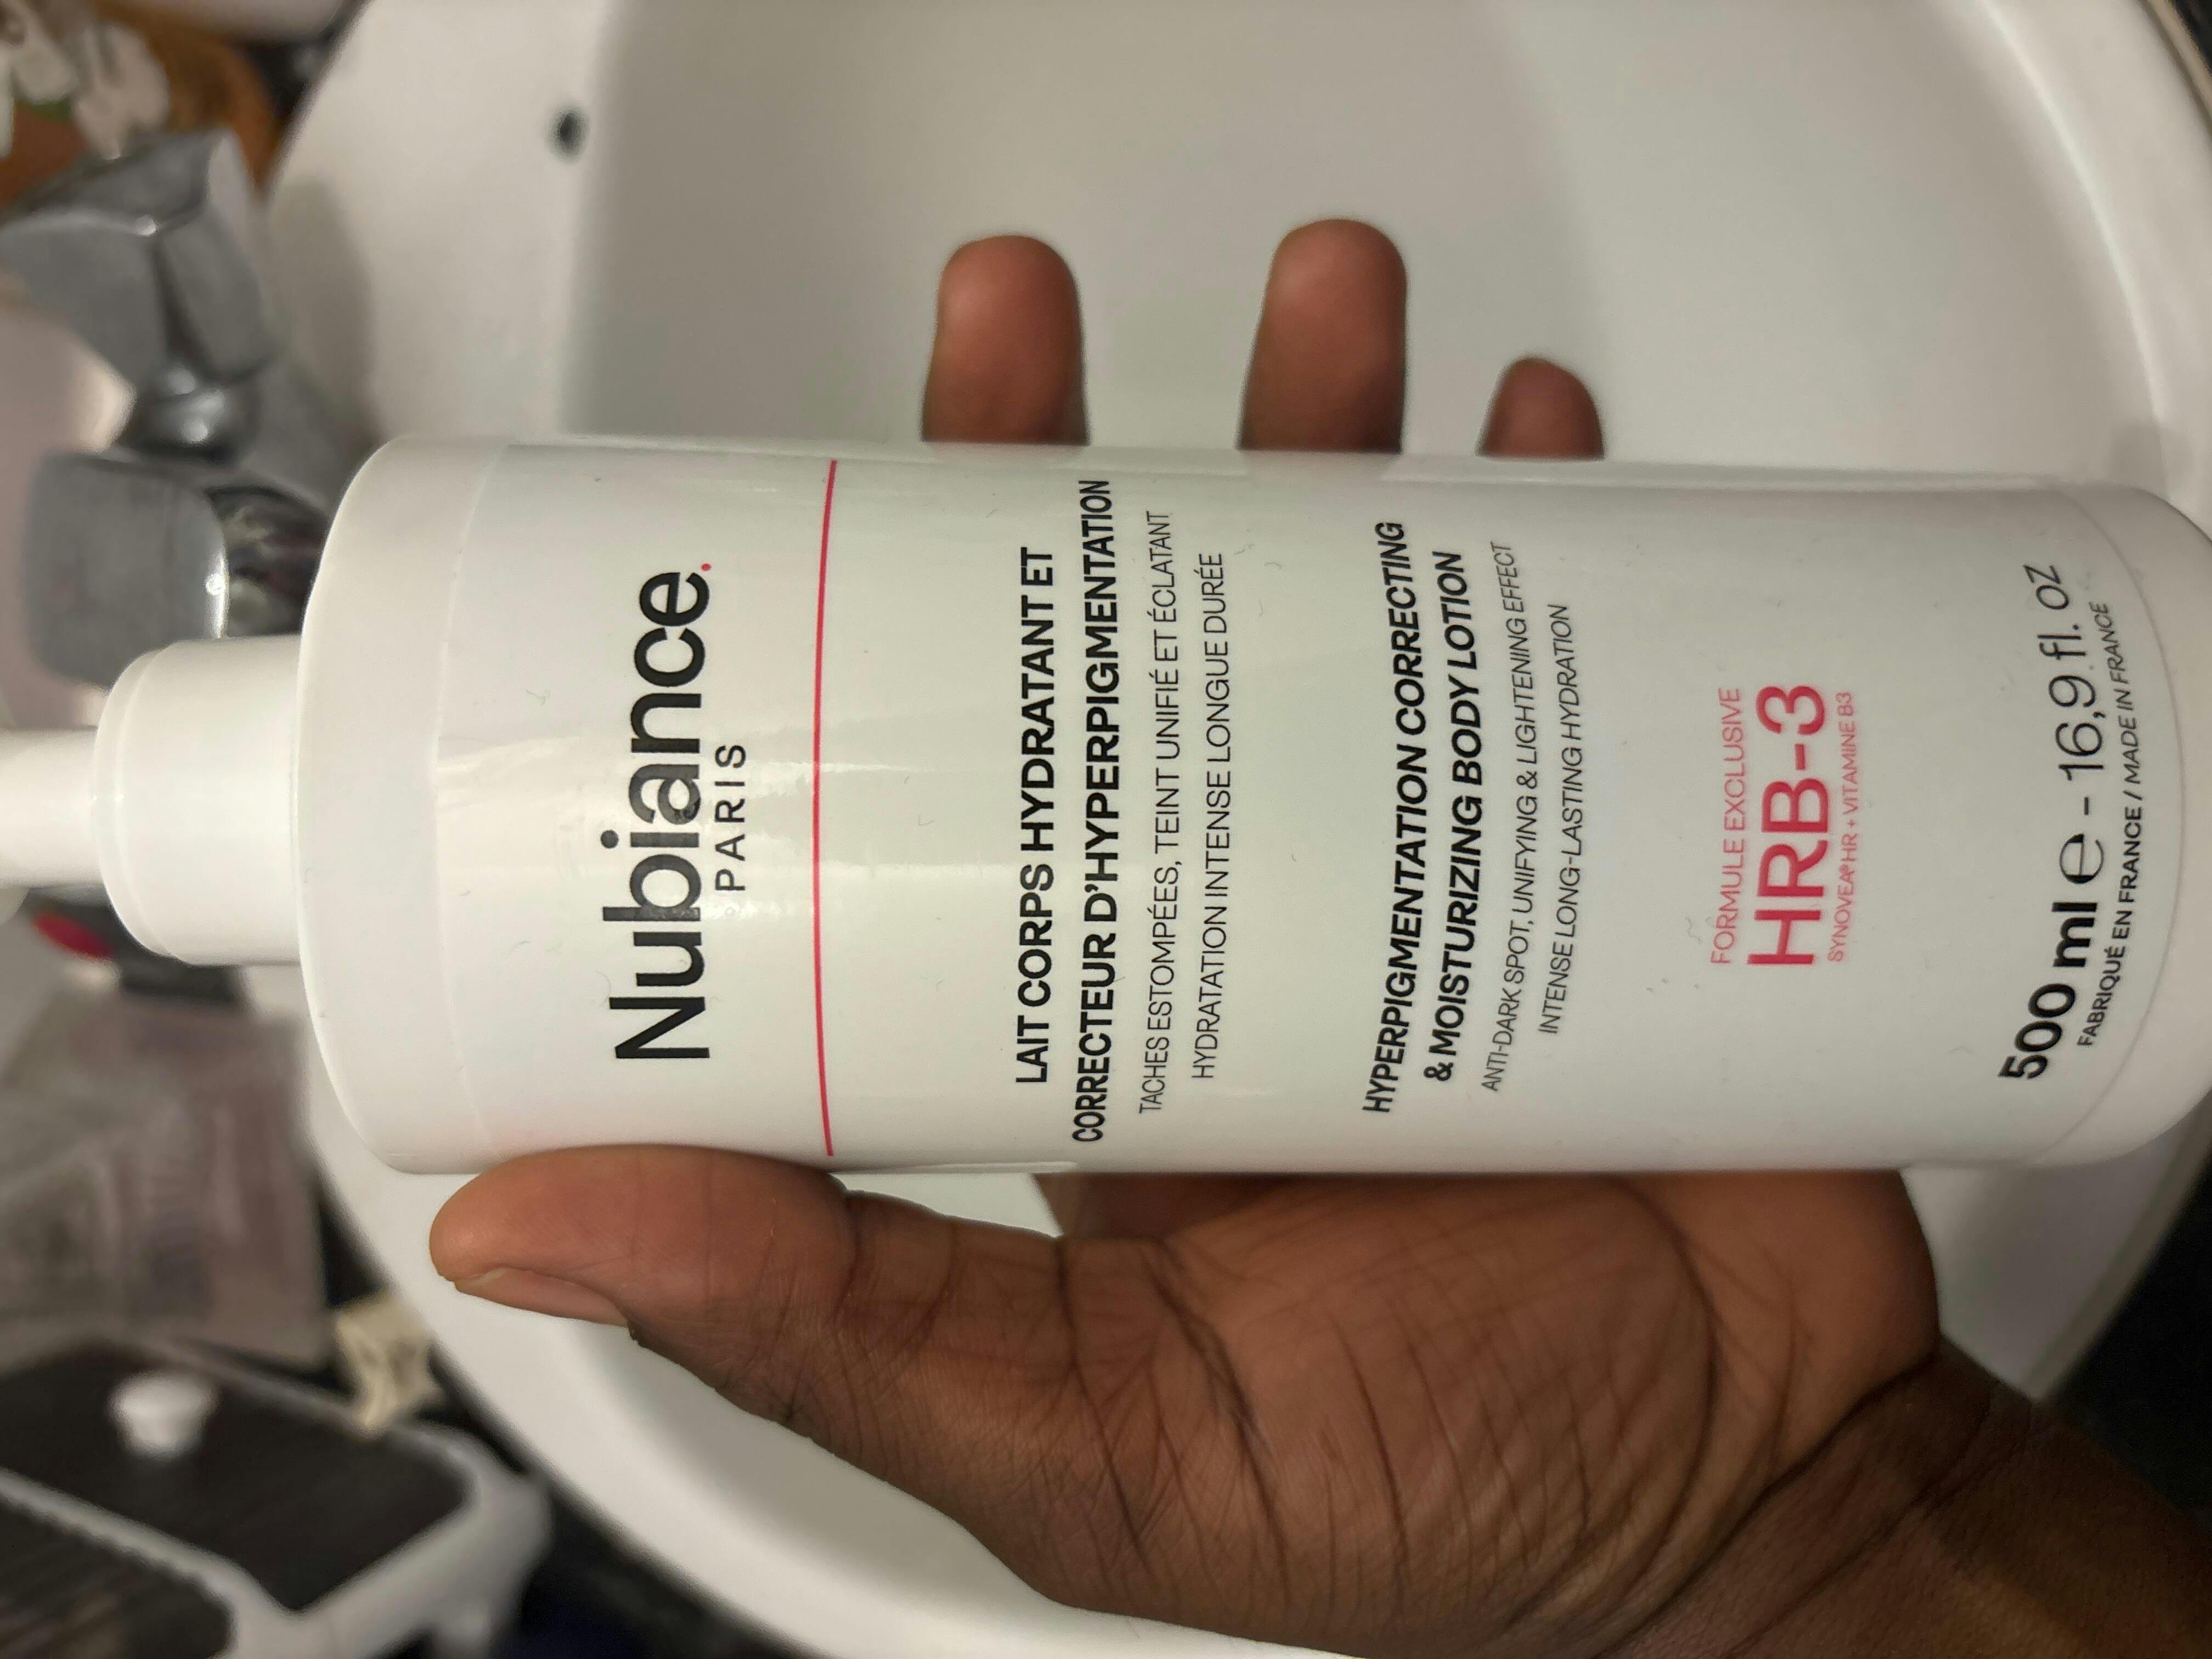 Nubiance.
PARIS
LAIT CORPS HYDRATANT ET
CORRECTEUR D'HYPERPIGMENTATION
TACHES ESTOMPÉES, TEINT UNIFIÉ ET ÉCLATANT
HYDRATATION INTENSE LONGUE DURÉE
HYPERPIGMENTATION CORRECTING
& MOISTURIZING BODY LOTION
ANTI-DARK SPOT, UNIFYING & LIGHTENING EFFECT
INTENSE LONG-LASTING HYDRATION
FORMULE EXCLUSIVE
HRB-3
SYNOVEA®HR + VITAMINE B3
500 ml ℮ - 16,9 fl. oz
FABRIQUÉ EN FRANCE / MADE IN FRANCE